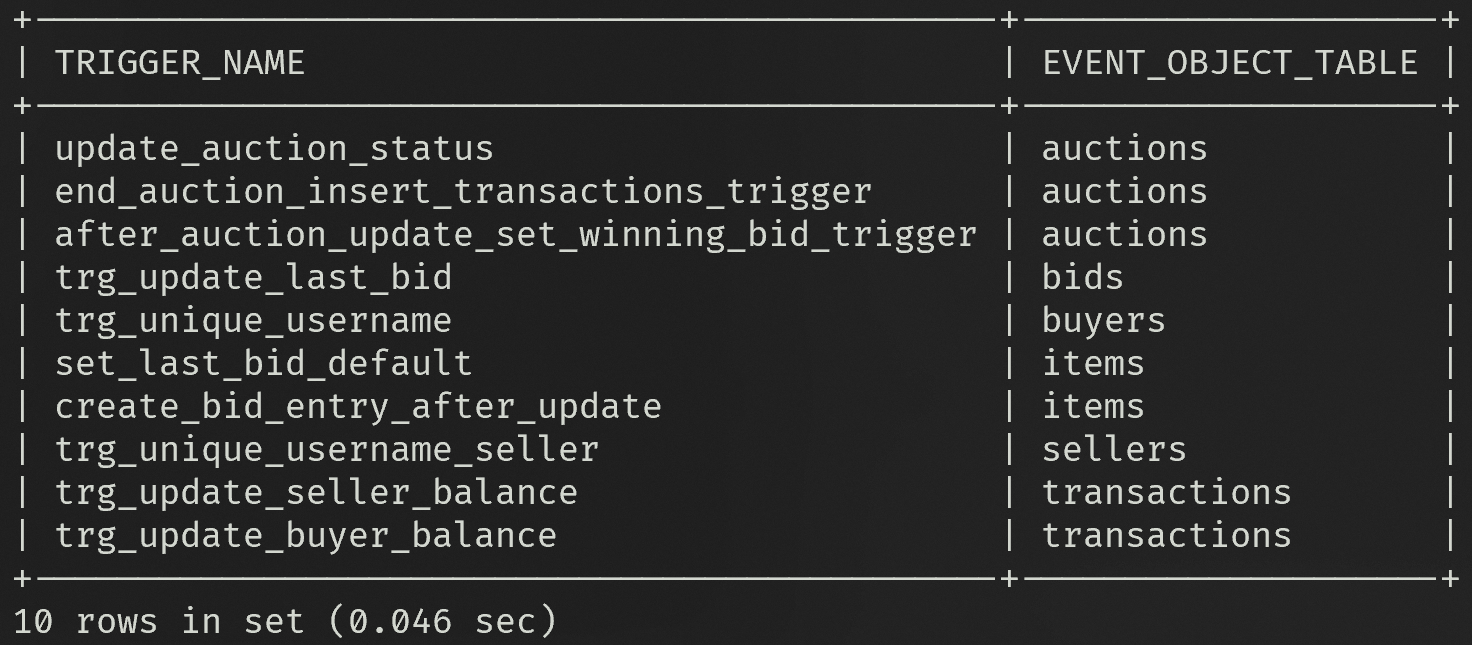 +----------------------------------------------+--------------------+
| TRIGGER_NAME                                 | EVENT_OBJECT_TABLE |
+----------------------------------------------+--------------------+
| update_auction_status                        | auctions           |
| end_auction_insert_transactions_trigger      | auctions           |
| after_auction_update_set_winning_bid_trigger | auctions           |
| trg_update_last_bid                          | bids               |
| trg_unique_username                          | buyers             |
| set_last_bid_default                         | items              |
| create_bid_entry_after_update                | items              |
| trg_unique_username_seller                   | sellers            |
| trg_update_seller_balance                    | transactions       |
| trg_update_buyer_balance                     | transactions       |
+----------------------------------------------+--------------------+
10 rows in set (0.046 sec)